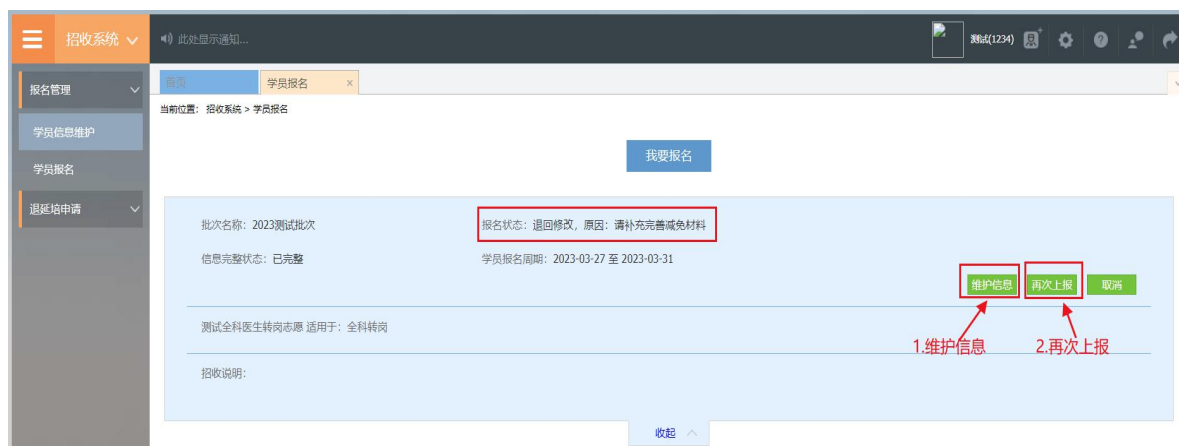 招收系统
此处显示通知...
测试(1234)
报名管理
学员信息维护
学员报名
退延培申请
首页
学员报名 ×
当前位置: 招收系统 > 学员报名
我要报名
批次名称: 2023测试批次
报名状态: 退回修改, 原因: 请补充完善减免材料
信息完整状态: 已完整
学员报名周期: 2023-03-27 至 2023-03-31
维护信息 再次上报 取消
测试全科医生转岗志愿 适用于: 全科转岗
1.维护信息 2.再次上报
招收说明:
收起